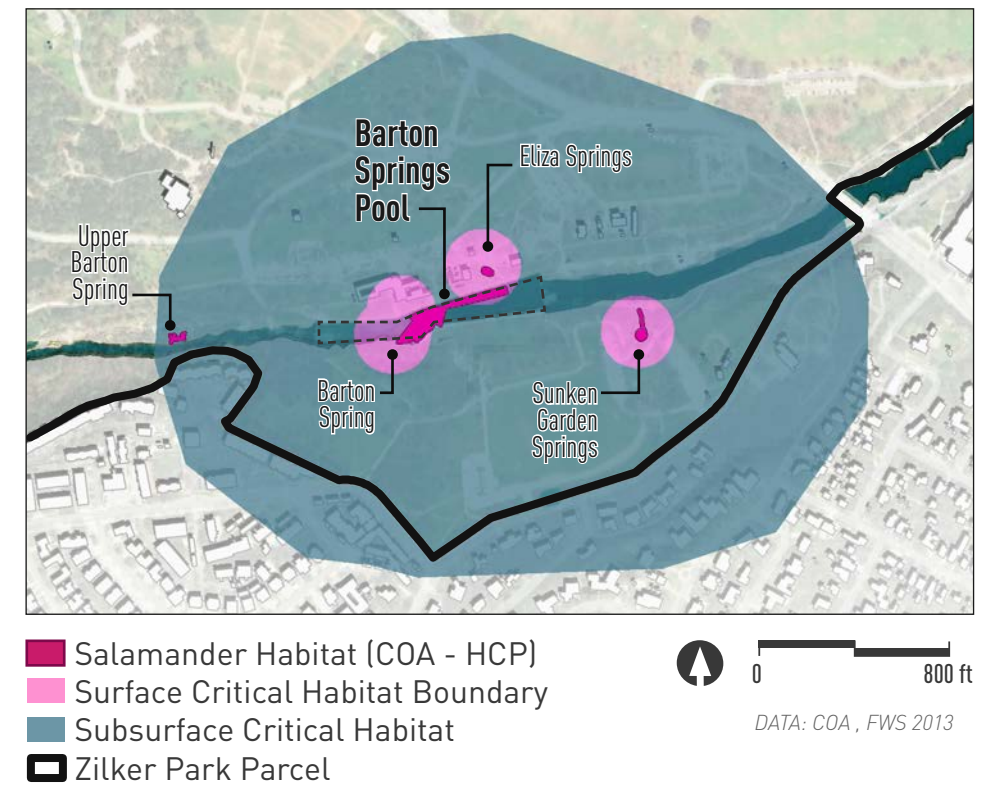 Barton
Springs
Pool
Eliza Springs
Upper
Barton
Spring
Barton
Spring
Sunken
Garden
Springs
Salamander Habitat (COA - HCP)
Surface Critical Habitat Boundary
Subsurface Critical Habitat
Zilker Park Parcel
0
800 ft
DATA: COA , FWS 2013